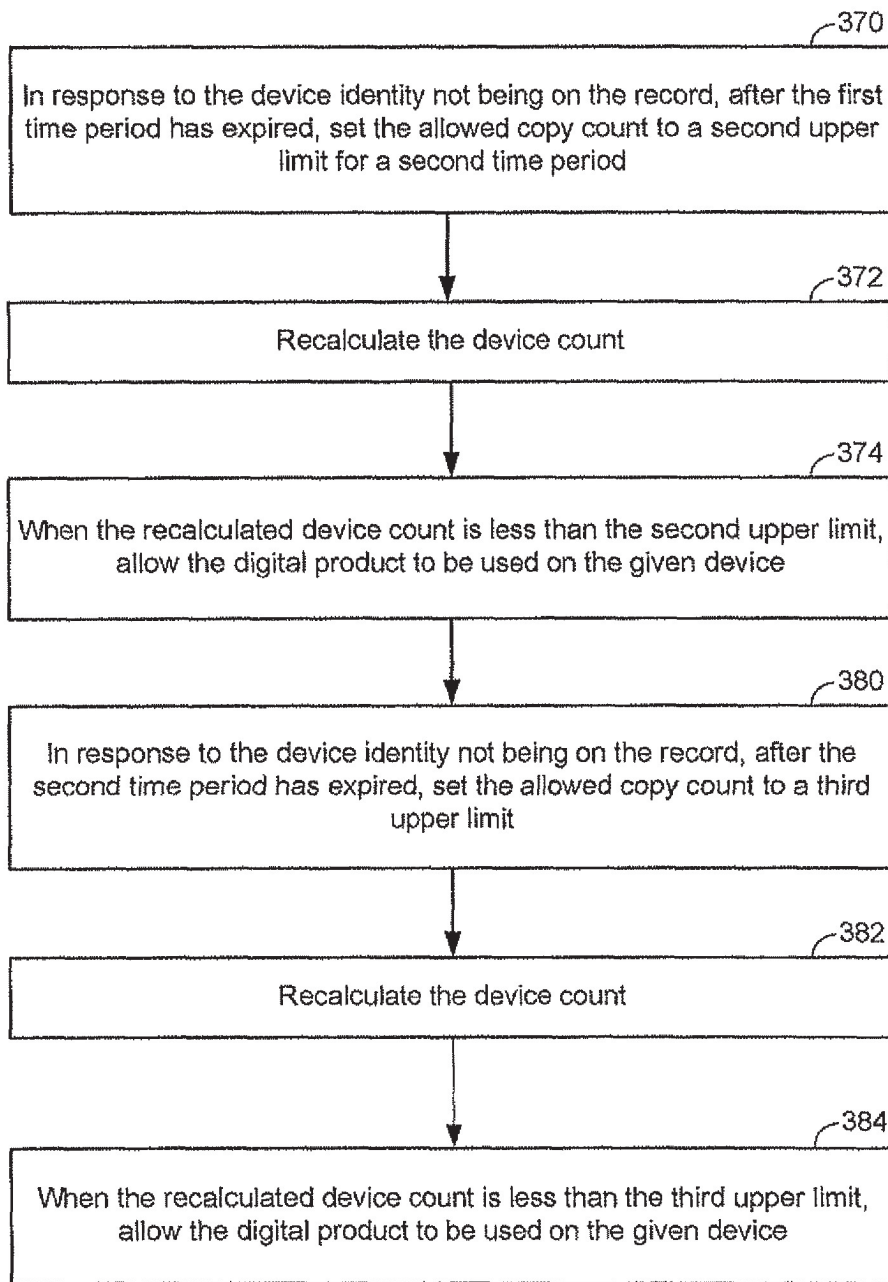 370
In response to the device identity not being on the record, after the first
time period has expired, set the allowed copy count to a second upper
limit for a second time period
372
Recalculate the device count
374
When the recalculated device count is less than the second upper limit,
allow the digital product to be used on the given device
380
In response to the device identity not being on the record, after the
second time period has expired, set the allowed copy count to a third
upper limit
382
Recalculate the device count
384
When the recalculated device count is less than the third upper limit,
allow the digital product to be used on the given device